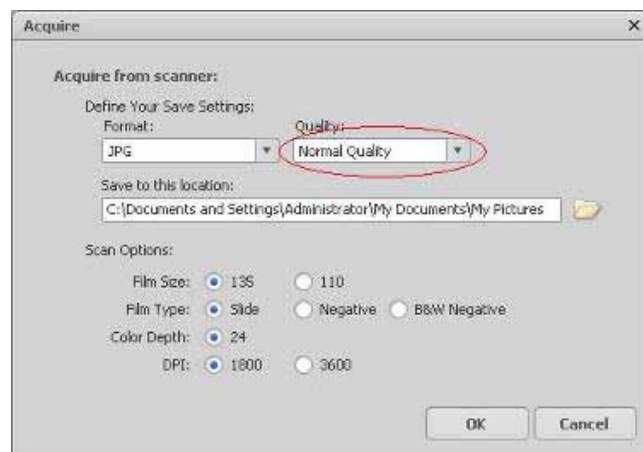 Acquire
Acquire from scanner:
Define Your Save Settings:
Format: Quality:
JPG Normal Quality
Save to this location:
C:\Documents and Settings\Administrator\My Documents\My Pictures
Scan Options:
Film Size: 135 110
Film Type: Slide Negative B&W Negative
Color Depth: 24
DPI: 1800 3600
OK Cancel